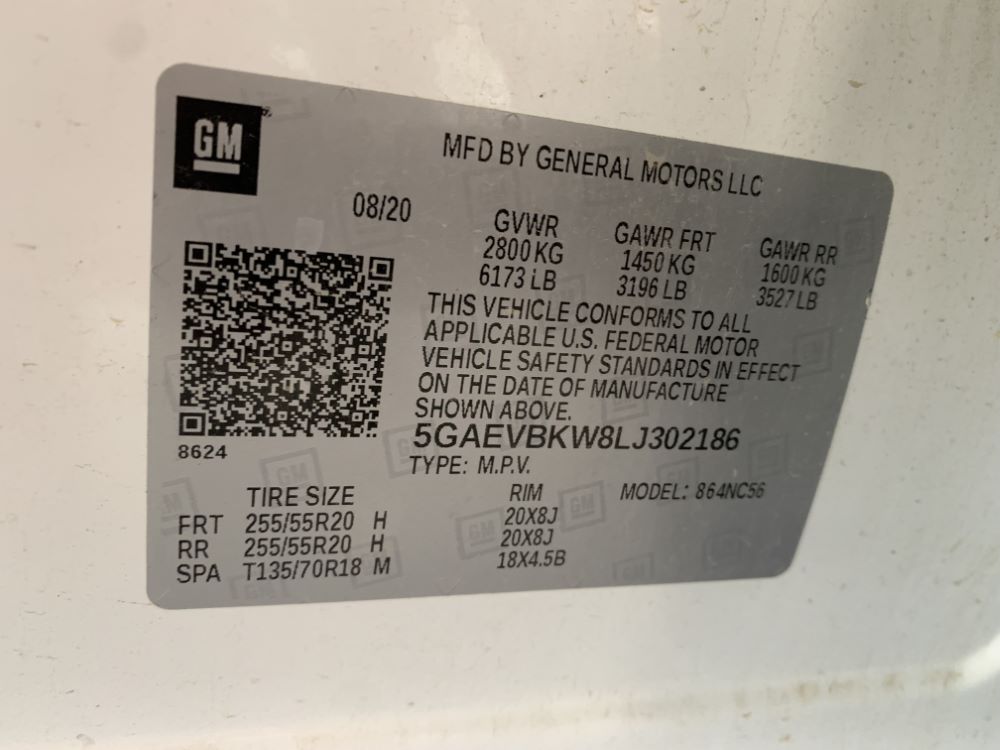 GM
MFD BY GENERAL MOTORS LLC
08/20
GVWR GAWR FRT GAWR RR
2800KG 1450 KG 1600 KG
6173 LB 3196 LB 3527 LB
THIS VEHICLE CONFORMS TO ALL
APPLICABLE U.S. FEDERAL MOTOR
VEHICLE SAFETY STANDARDS IN EFFECT
ON THE DATE OF MANUFACTURE
SHOWN ABOVE.
8624
5GAEVBKW8LJ302186
TYPE: M.P.V.
TIRE SIZE RIM MODEL: 864NC56
FRT 255/55R20 H 20X8J
RR 255/55R20 H 20X8J
SPA T135/70R18 M 18X4.5B